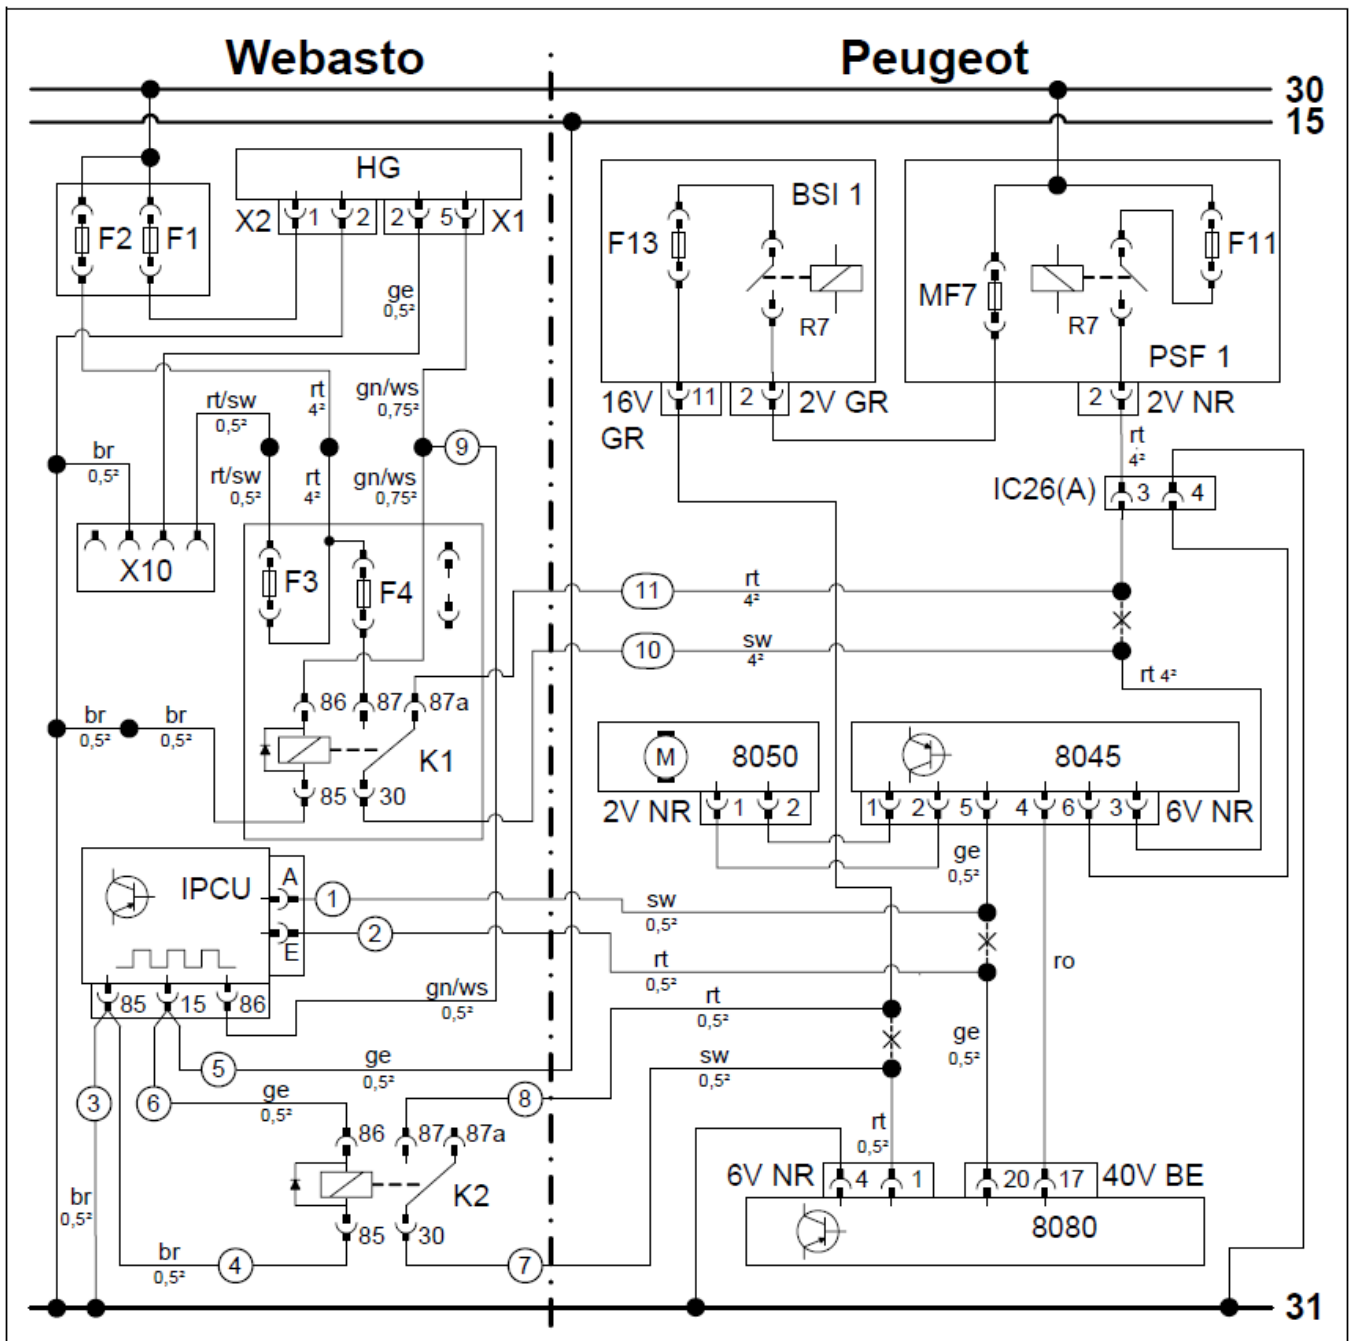 Webasto Peugeot
30
15
HG BSI 1
X2 1 2 2 5 X1
F2 F1 F13 F11
ge
0,5²
MF7
R7 R7
PSF 1
rt/sw
0,5²
rt
4²
gn/ws
0,75²
16V
GR
11 2 2V GR 2 2V NR
br
0,5²
9
rt
4²
rt/sw
0,5²
rt
4²
gn/ws
0,75²
IC26(A) 3 4
X10 F3 F4
11 rt
4²
10 sw
4²
rt 4²
86 87 87a
br
0,5²
br
0,5²
K1
M 8050 8045
85 30
2V NR 1 2 1 2 5 4 6 3 6V NR
ge
0,5²
IPCU A 1
sw
0,5²
E 2
rt
0,5²
ro
85 15 86
gn/ws
0,5²
rt
0,5²
ge
0,5²
5 ge
0,5²
sw
0,5²
3 6 ge
0,5²
8
86 87 87a
rt
0,5²
6V NR 4 1 20 17 40V BE
br
0,5²
K2
85 30
8080
br
0,5²
4 7
31